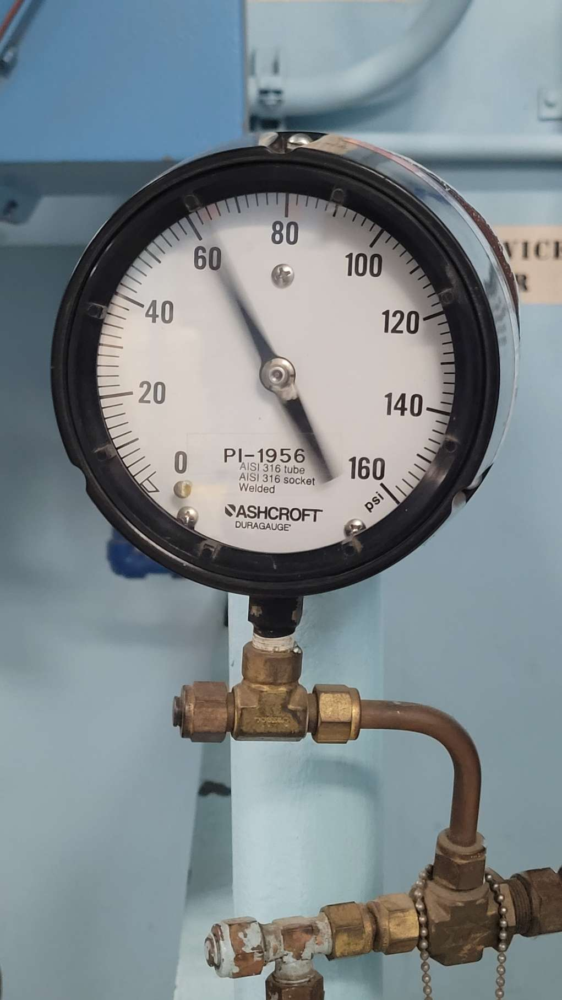 80
60
100
40
120
20
140
0
160
psi
PI-1956
AISI 316 tube
AISI 316 socket
Welded
ASHCROFT
DURAGAUGE
VICE
R